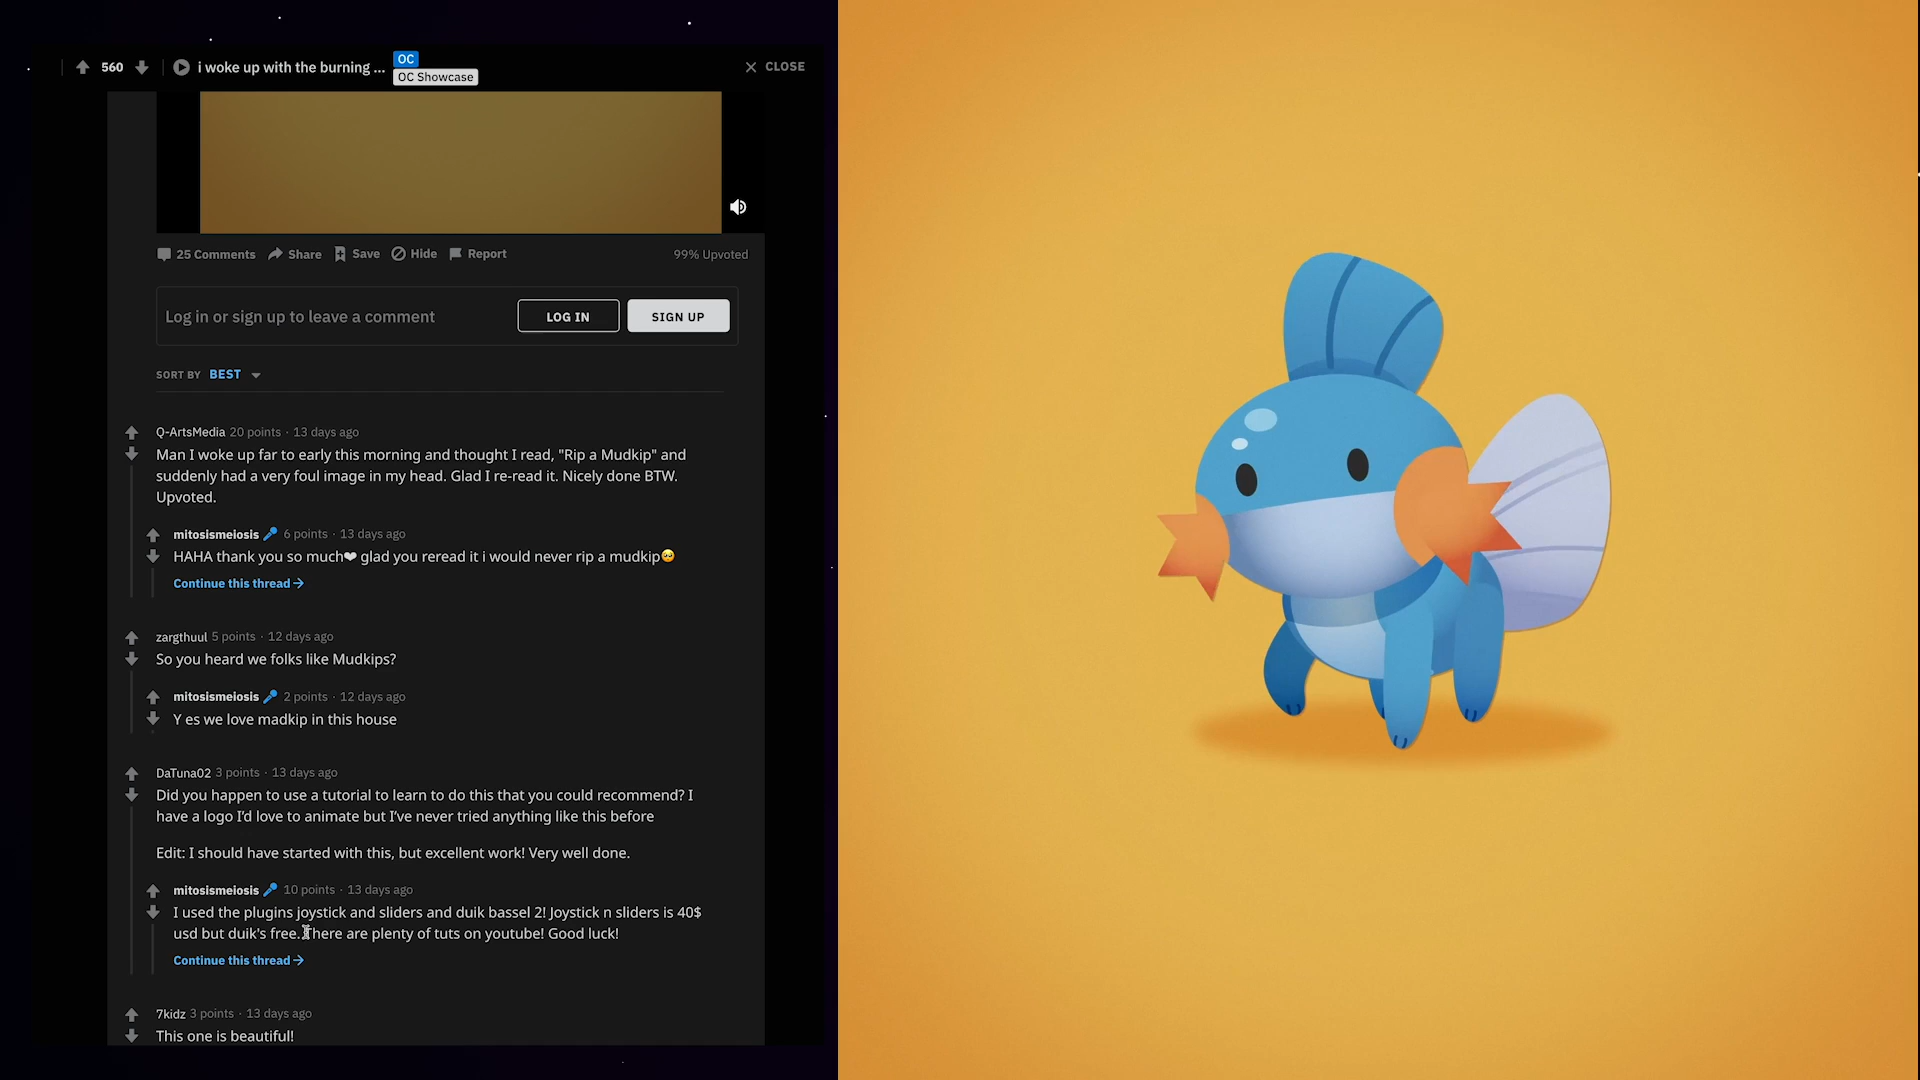 560 i woke up with the burning ... OC
OC Showcase
CLOSE
25 Comments Share Save Hide Report 99% Upvoted
Log in or sign up to leave a comment LOG IN SIGN UP
SORT BY BEST
Q-ArtsMedia 20 points · 13 days ago
Man I woke up far to early this morning and thought I read, "Rip a Mudkip" and
suddenly had a very foul image in my head. Glad I re-read it. Nicely done BTW.
Upvoted.
mitosismeiosis 6 points · 13 days ago
HAHA thank you so much❤ glad you reread it i would never rip a mudkip🥺
Continue this thread→
zargthuul 5 points · 12 days ago
So you heard we folks like Mudkips?
mitosismeiosis 2 points · 12 days ago
Y es we love madkip in this house
DaTuna02 3 points · 13 days ago
Did you happen to use a tutorial to learn to do this that you could recommend? I
have a logo I'd love to animate but I've never tried anything like this before
Edit: I should have started with this, but excellent work! Very well done.
mitosismeiosis 10 points · 13 days ago
I used the plugins joystick and sliders and duik bassel 2! Joystick n sliders is 40$
usd but duik's free. There are plenty of tuts on youtube! Good luck!
Continue this thread→
7kidz 3 points · 13 days ago
This one is beautiful!